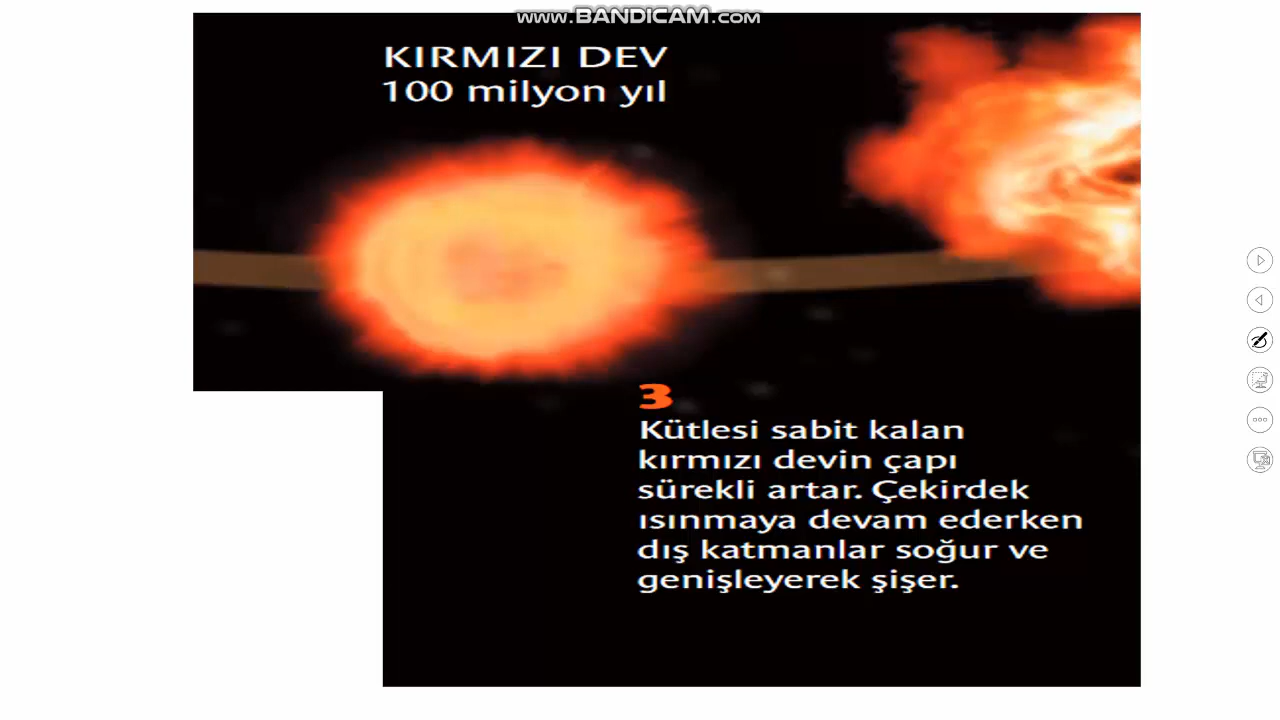 www.BANDICAM.com
KIRMIZI DEV
100 milyon yıl
3
Kütlesi sabit kalan
kırmızı devin çapı
sürekli artar. Çekirdek
ısınmaya devam ederken
dış katmanlar soğur ve
genişleyerek şişer.